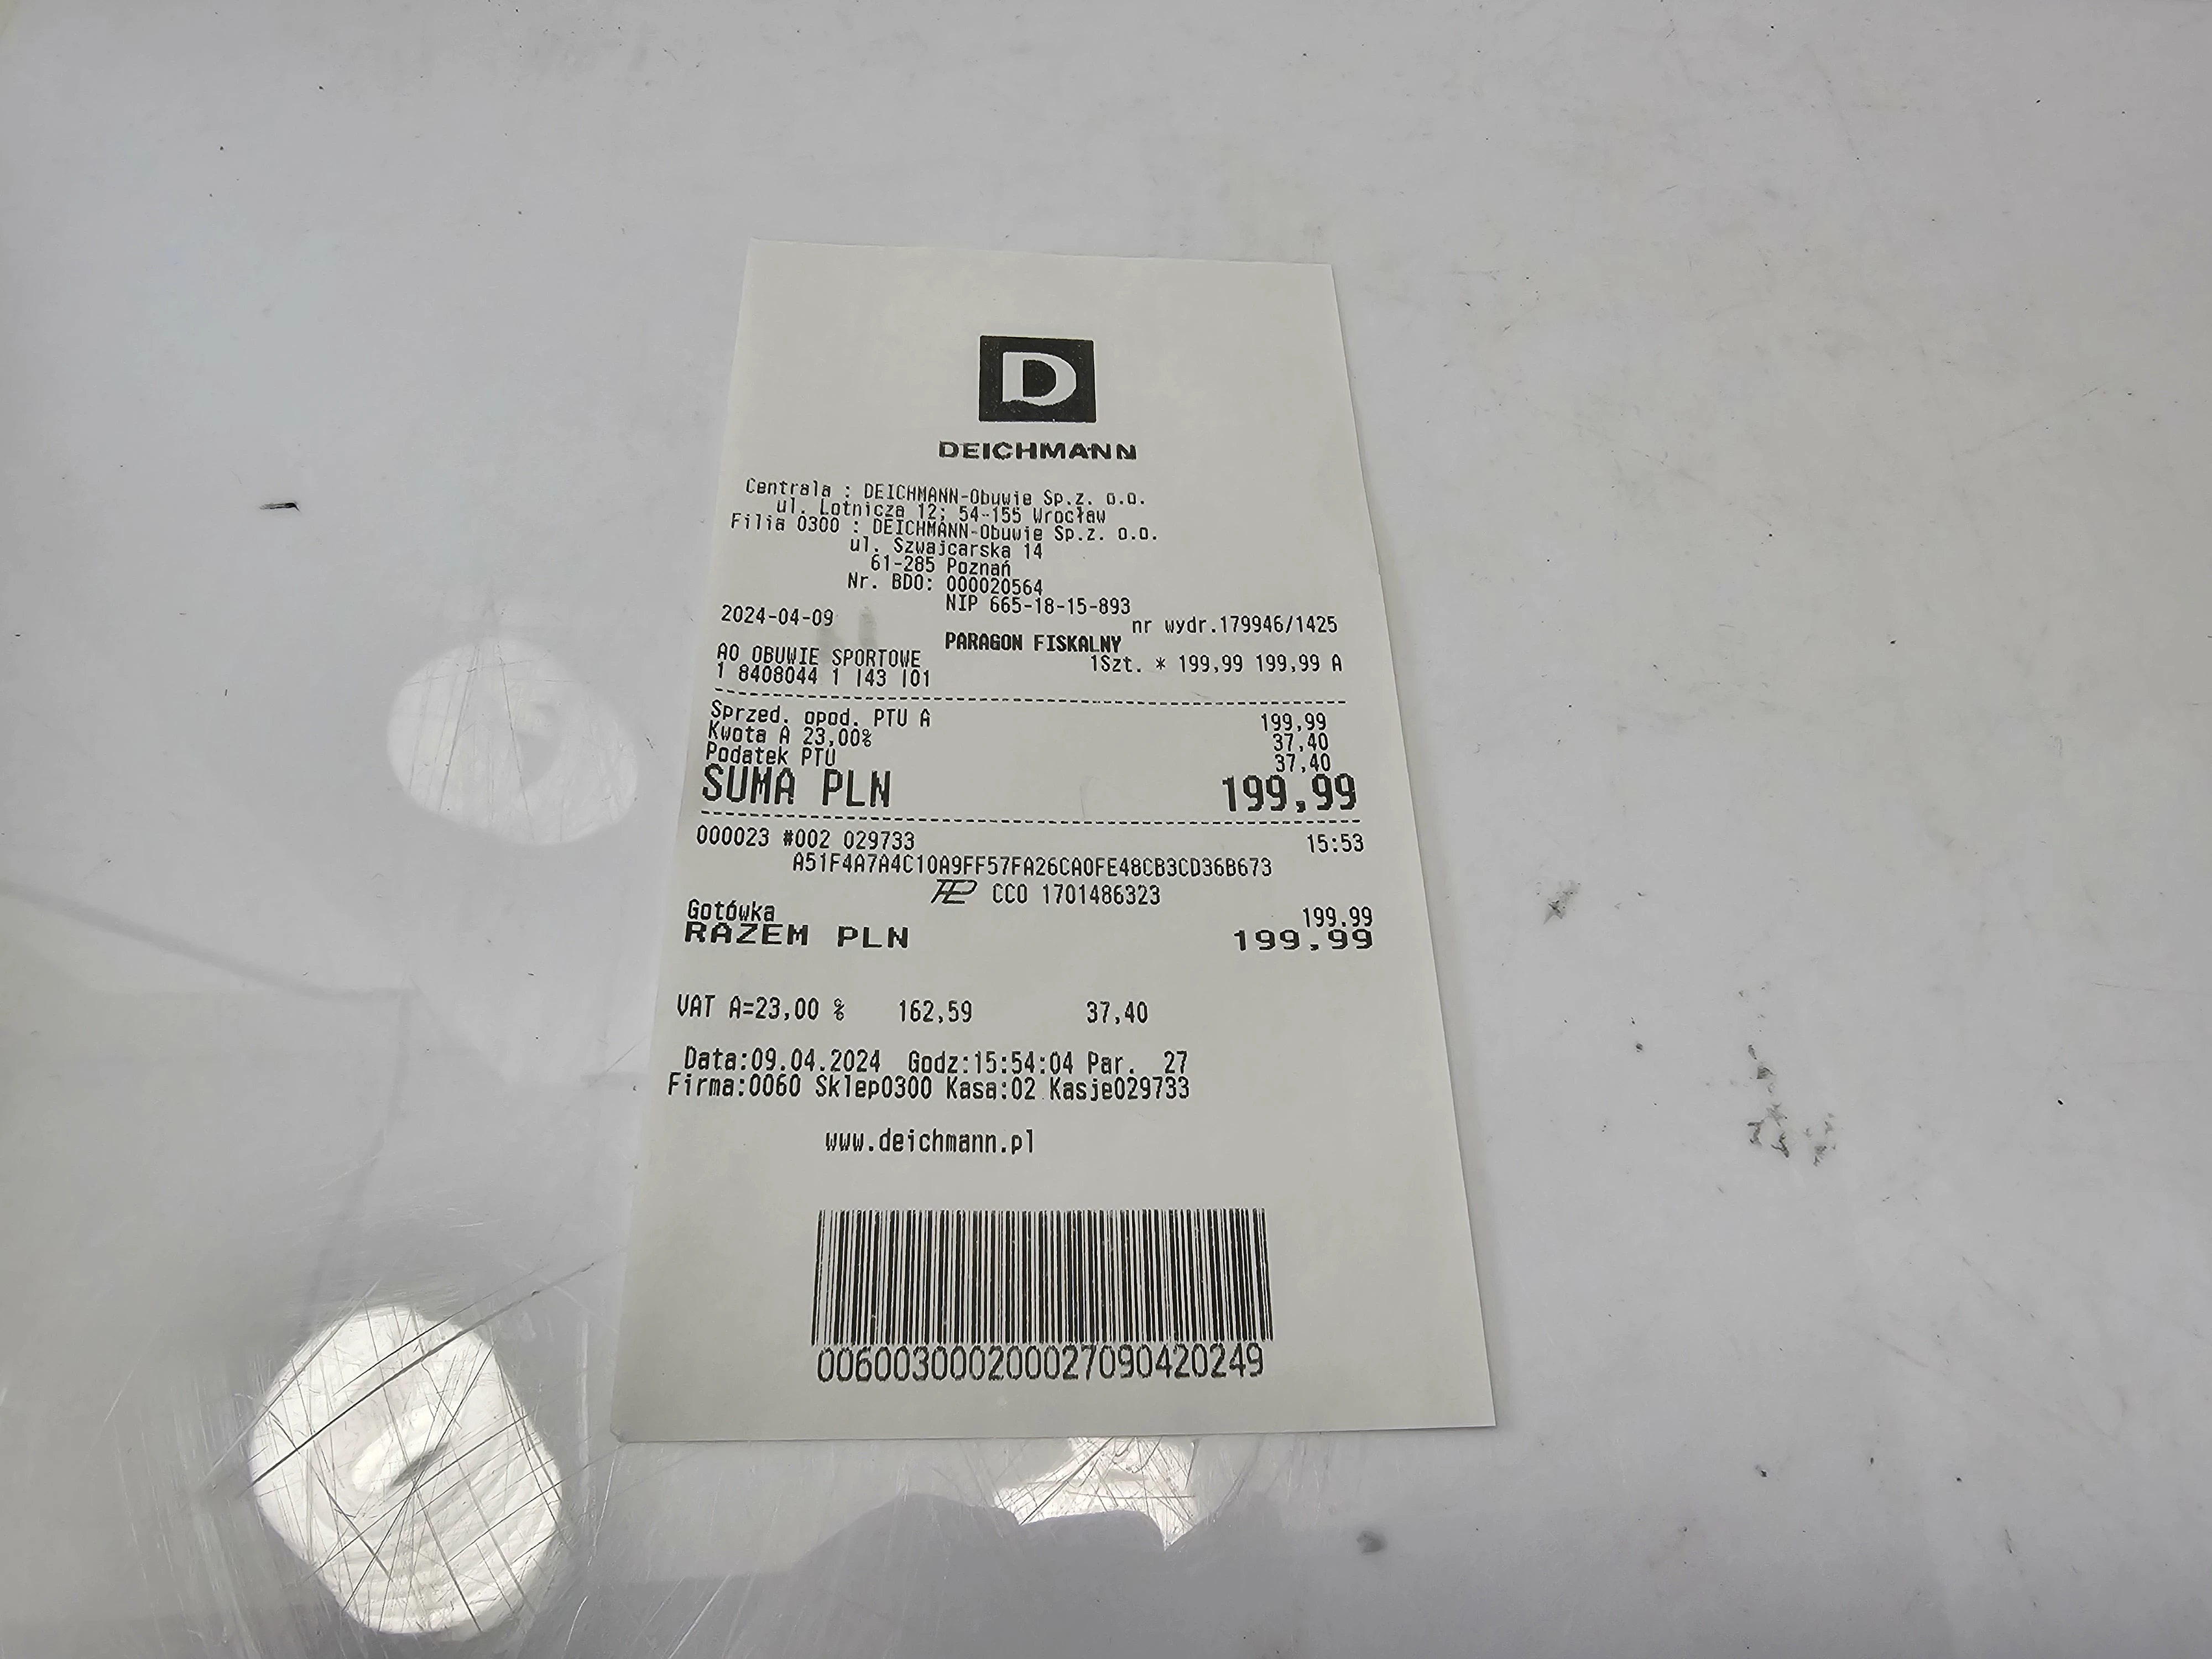 D
DEICHMANN
Centrala : DEICHMANN-Obuwie Sp.z. o.o.
ul. Lotnicza 12; 54-155 Wrocław
Filia 0300 : DEICHMANN-Obuwie Sp.z. o.o.
ul. Szwajcarska 14
61-285 Poznań
Nr. BDO: 000020564
NIP 665-18-15-893
2024-04-09 nr wydr.179946/1425
PARAGON FISKALNY
AO OBUWIE SPORTOWE 1Szt. * 199,99 199,99 A
1 8408044 1 143 101
Sprzed. opod. PTU A 199,99
Kwota A 23,00% 37,40
Podatek PTU 37,40
SUMA PLN 199,99
000023 #002 029733 15:53
A51F4A7A4C10A9FF57FA26CA0FE48CB3CD36B673
CCO 1701486323
Gotówka 199.99
RAZEM PLN 199.99
VAT A=23,00 % 162,59 37,40
Data:09.04.2024 Godz:15:54:04 Par. 27
Firma:0060 Sklep0300 Kasa:02 Kasje029733
www.deichmann.pl
006003000200027090420249